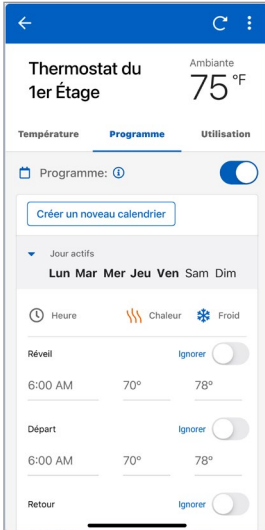 Thermostat du
1er Étage
Ambiante
75 °F
Température Programme Utilisation
Programme:
Créer un noveau calendrier
Jour actifs
Lun Mar Mer Jeu Ven Sam Dim
Heure Chaleur Froid
Réveil Ignorer
6:00 AM 70° 78°
Départ Ignorer
6:00 AM 70° 78°
Retour Ignorer